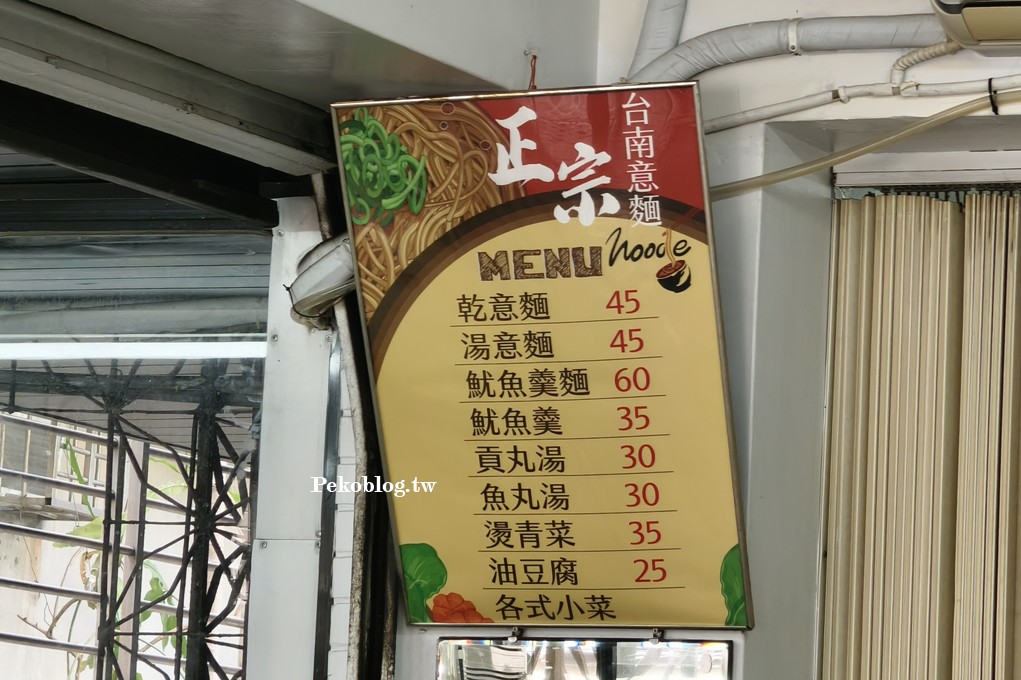 正宗
台南意麵
MENU Noodle
乾意麵 45
湯意麵 45
魷魚羹麵 60
魷魚羹 35
貢丸湯 30
魚丸湯 30
燙青菜 35
油豆腐 25
各式小菜
Pekoblog.tw